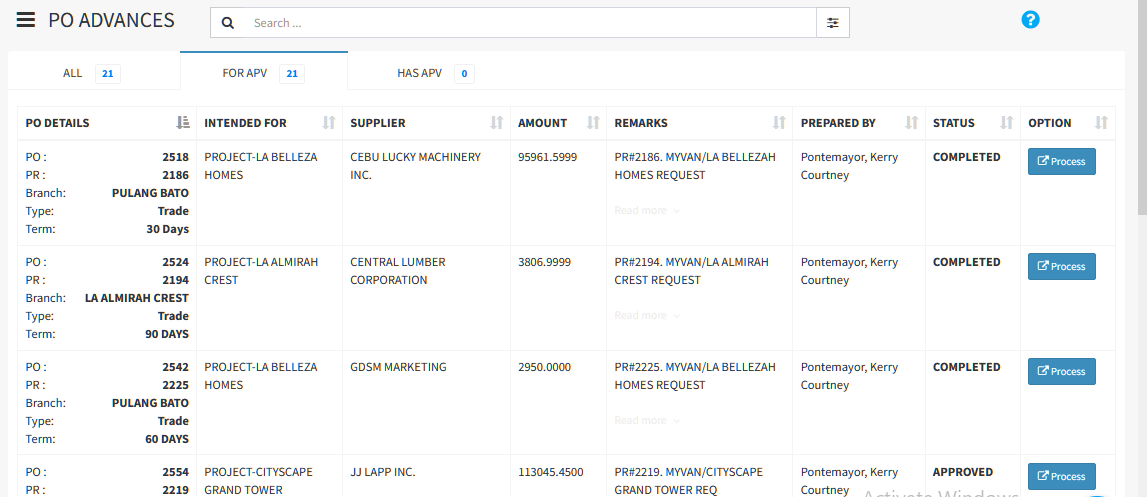 PO ADVANCES
Search ...
?
ALL 21 FOR APV 21 HAS APV 0
PO DETAILS INTENDED FOR SUPPLIER AMOUNT REMARKS PREPARED BY STATUS OPTION
PO : 2518 PROJECT-LA BELLEZA CEBU LUCKY MACHINERY 95961.5999 PR#2186. MYVAN/LA BELLEZAH Pontemayor, Kerry COMPLETED Process
PR : 2186 HOMES INC. HOMES REQUEST Courtney
Branch: PULANG BATO
Type: Trade Read more
Term: 30 Days
PO : 2524 PROJECT-LA ALMIRAH CENTRAL LUMBER 3806.9999 PR#2194. MYVAN/LA ALMIRAH Pontemayor, Kerry COMPLETED Process
PR : 2194 CREST CORPORATION CREST REQUEST Courtney
Branch: LA ALMIRAH CREST
Type: Trade Read more
Term: 90 DAYS
PO : 2542 PROJECT-LA BELLEZA GDSM MARKETING 2950.0000 PR#2225. MYVAN/LA BELLEZAH Pontemayor, Kerry COMPLETED Process
PR : 2225 HOMES HOMES REQUEST Courtney
Branch: PULANG BATO
Type: Trade Read more
Term: 60 DAYS
PO : 2554 PROJECT-CITYSCAPE JJ LAPP INC. 113045.4500 PR#2219. MYVAN/CITYSCAPE Pontemayor, Kerry APPROVED Process
PR : 2219 GRAND TOWER GRAND TOWER REQ Courtney
Activate Windows